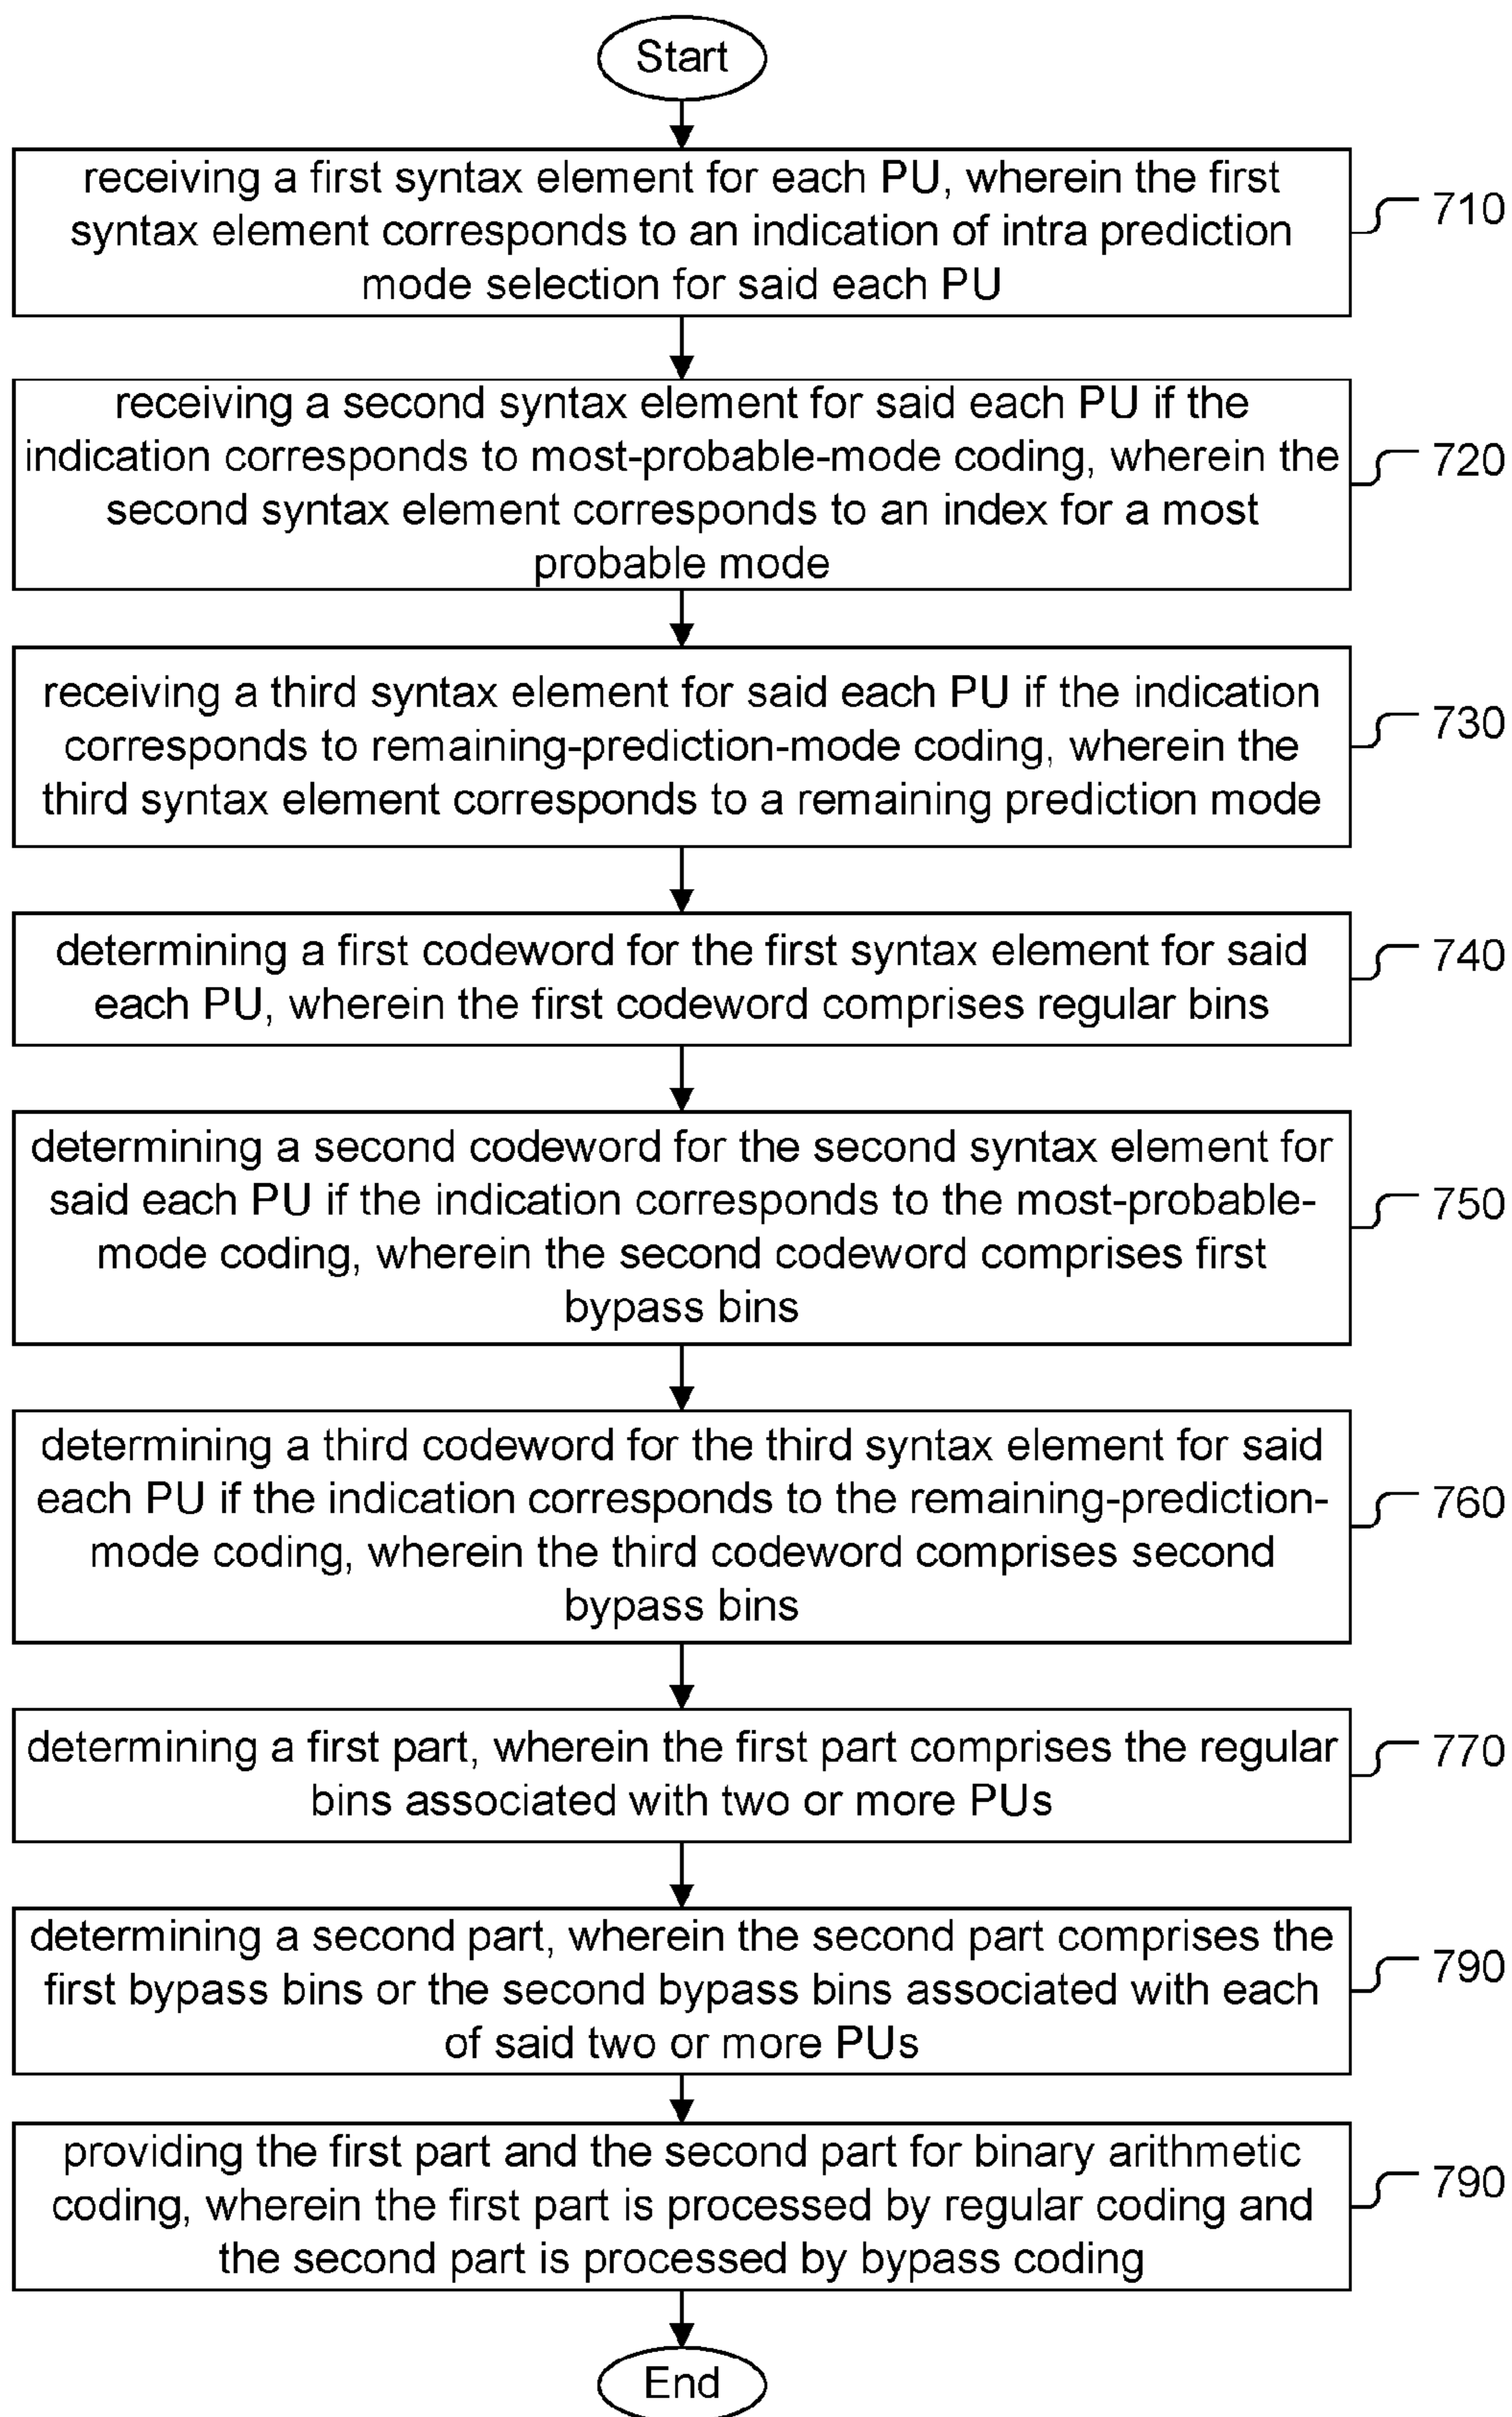 Start
receiving a first syntax element for each PU, wherein the first
syntax element corresponds to an indication of intra prediction
mode selection for said each PU
710
receiving a second syntax element for said each PU if the
indication corresponds to most-probable-mode coding, wherein the
second syntax element corresponds to an index for a most
probable mode
720
receiving a third syntax element for said each PU if the indication
corresponds to remaining-prediction-mode coding, wherein the
third syntax element corresponds to a remaining prediction mode
730
determining a first codeword for the first syntax element for said
each PU, wherein the first codeword comprises regular bins
740
determining a second codeword for the second syntax element for
said each PU if the indication corresponds to the most-probable-
mode coding, wherein the second codeword comprises first
bypass bins
750
determining a third codeword for the third syntax element for said
each PU if the indication corresponds to the remaining-prediction-
mode coding, wherein the third codeword comprises second
bypass bins
760
determining a first part, wherein the first part comprises the regular
bins associated with two or more PUs
770
determining a second part, wherein the second part comprises the
first bypass bins or the second bypass bins associated with each
of said two or more PUs
790
providing the first part and the second part for binary arithmetic
coding, wherein the first part is processed by regular coding and
the second part is processed by bypass coding
790
End